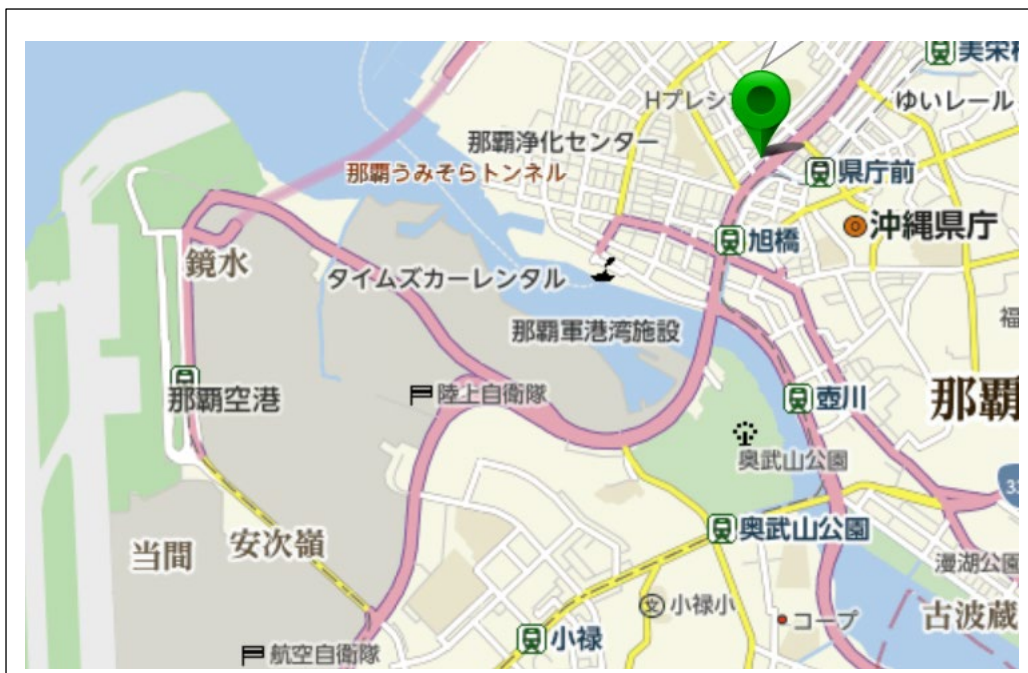 美栄橋
Hプレシ
ゆいレール
那覇浄化センター
県庁前
那覇うみそらトンネル
沖縄県庁
旭橋
鏡水
タイムズカーレンタル
那覇軍港湾施設
福
那覇空港
陸上自衛隊
壺川
那覇
奥武山公園
33
奥武山公園
安次嶺
当間
漫湖公園
文
小禄小
コープ
古波蔵
小禄
航空自衛隊